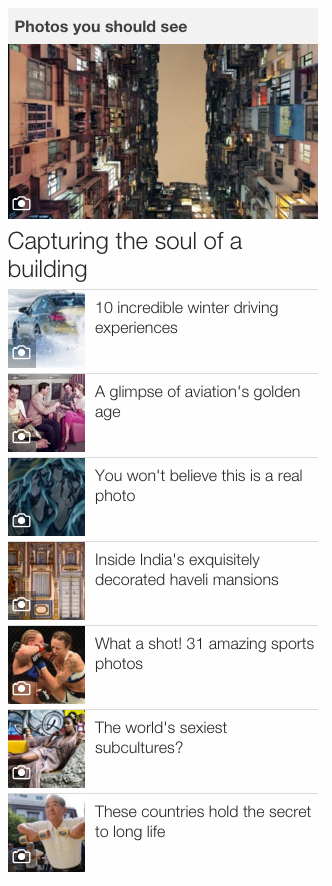 Photos you should see
Capturing the soul of a
building
10 incredible winter driving
experiences
A glimpse of aviation's golden
age
You won't believe this is a real
photo
Inside India's exquisitely
decorated haveli mansions
What a shot! 31 amazing sports
photos
The world's sexiest
subcultures?
These countries hold the secret
to long life